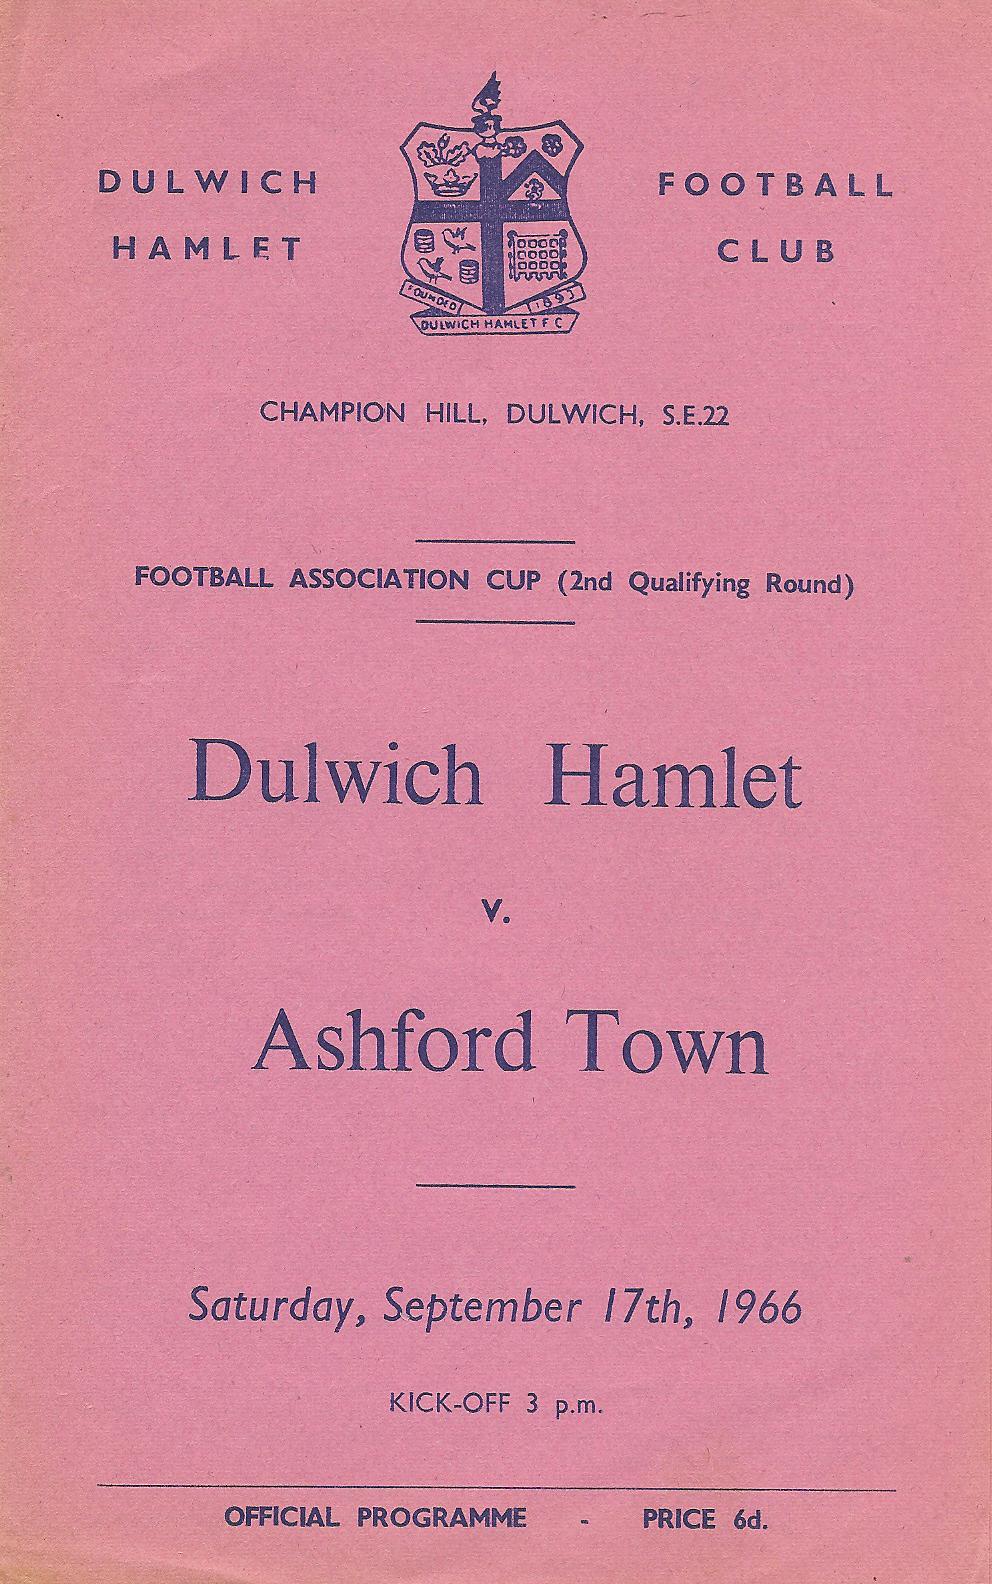 DULWICH
HAMLET
FOOTBALL
CLUB
FOUNDED
1893
DULWICH HAMLET F C
CHAMPION HILL, DULWICH, S.E.22
FOOTBALL ASSOCIATION CUP (2nd Qualifying Round)
Dulwich Hamlet
v.
Ashford Town
Saturday, September 17th, 1966
KICK-OFF 3 p.m.
OFFICIAL PROGRAMME - PRICE 6d.